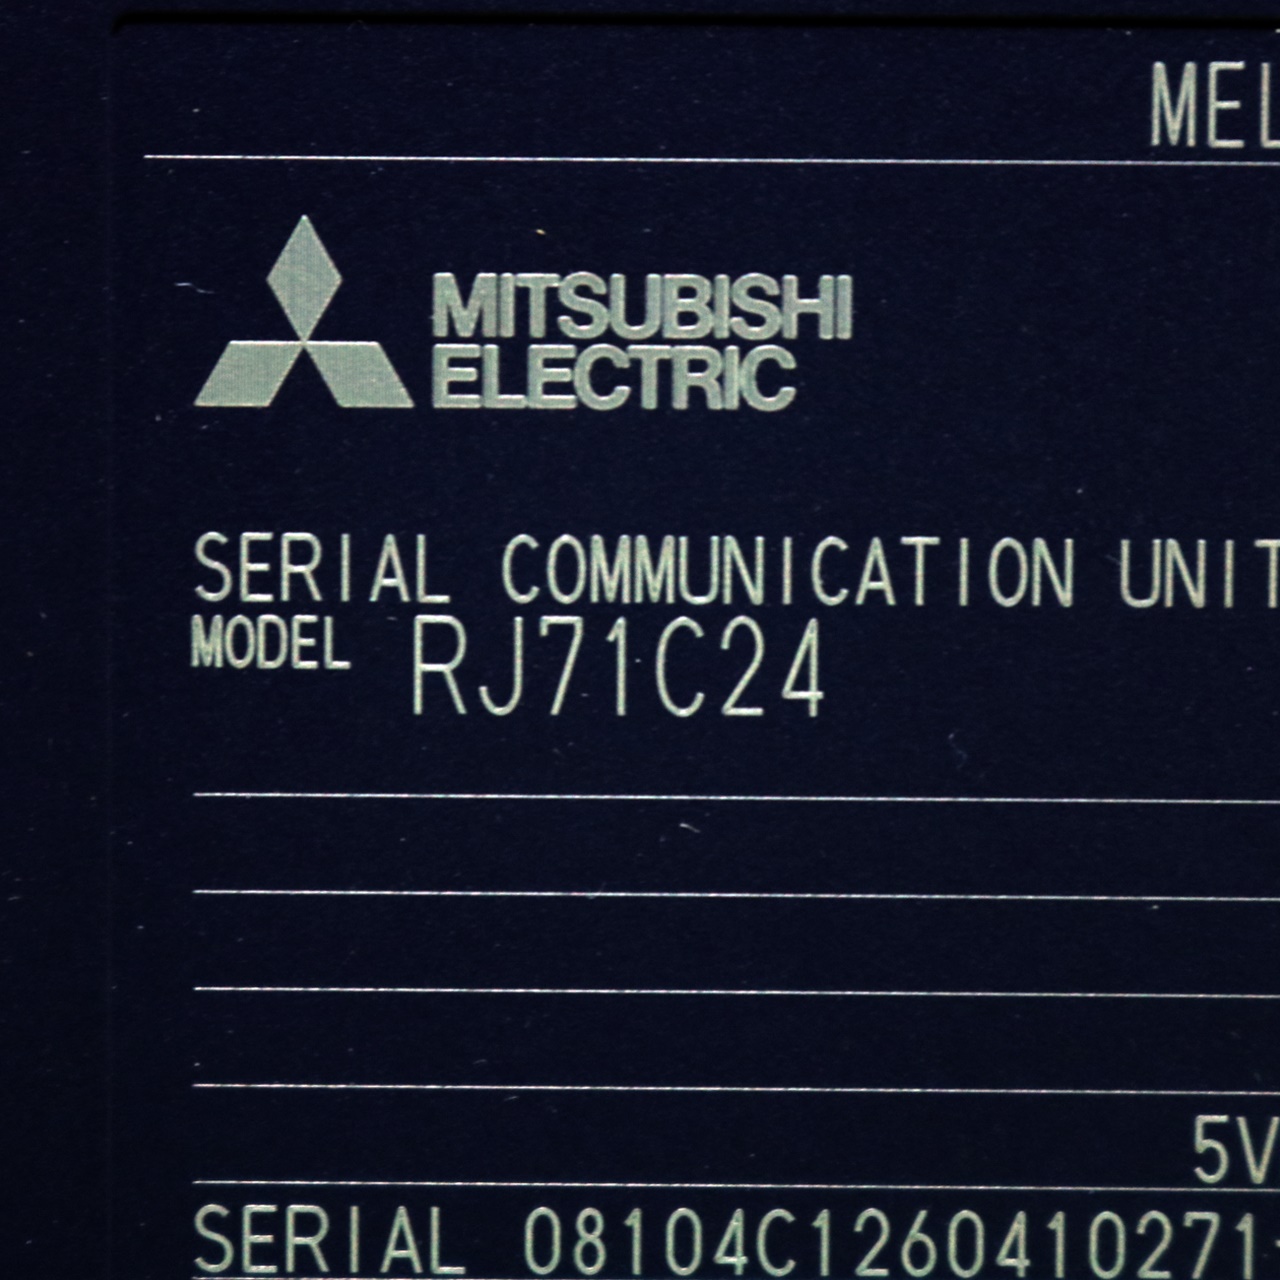 MEL
MITSUBISHI
ELECTRIC
SERIAL COMMUNICATION UNIT
MODEL RJ71C24
5V
SERIAL 08104C1260410271-